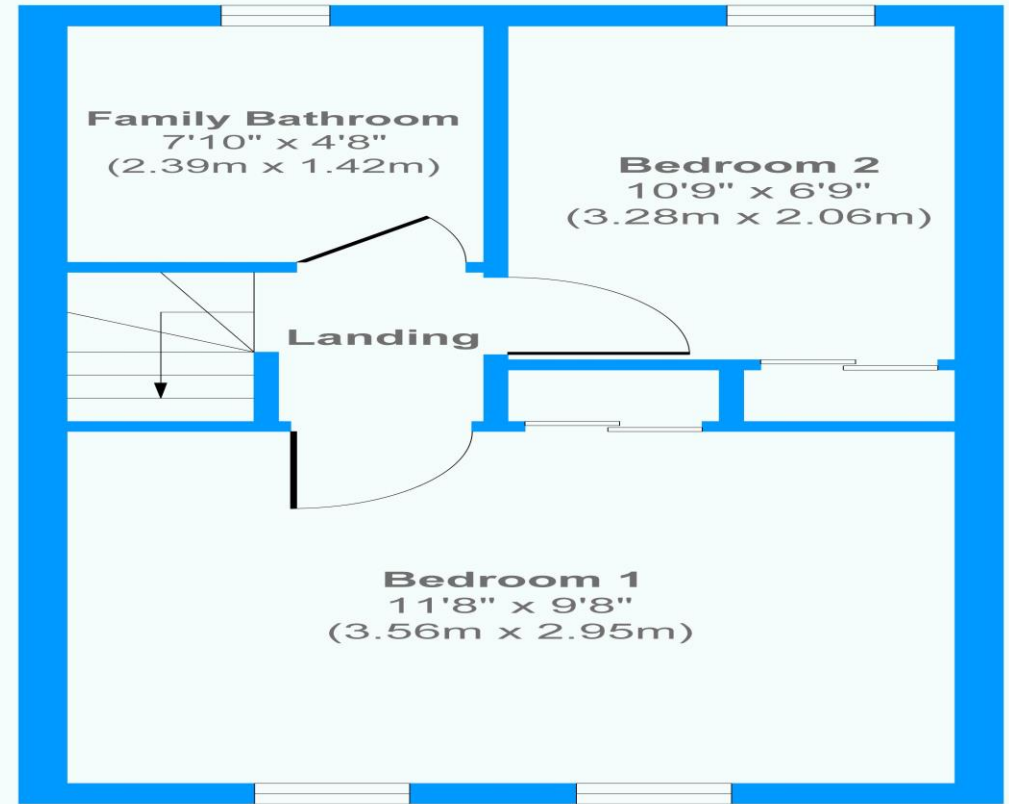 Family Bathroom
7'10" x 4'8"
(2.39m x 1.42m)
Bedroom 2
10'9" x 6'9"
(3.28m x 2.06m)
Landing
Bedroom 1
11'8" x 9'8"
(3.56m x 2.95m)